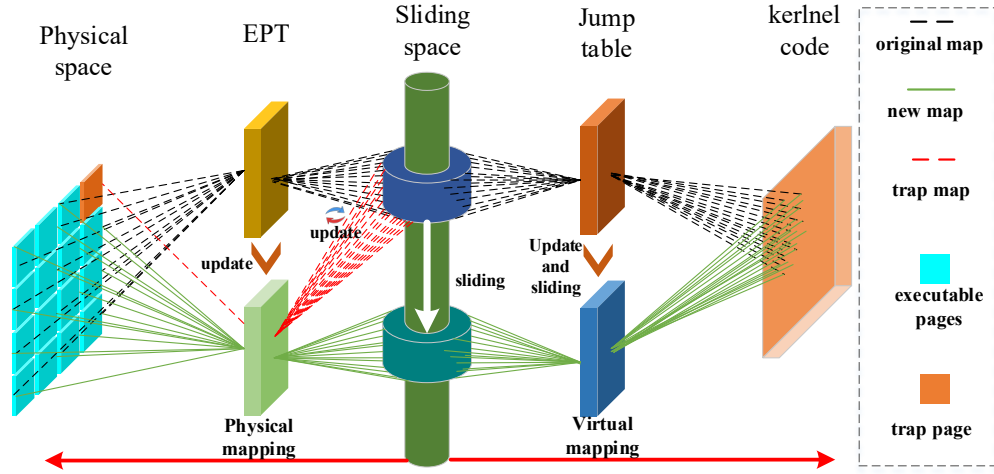 Physical
space
EPT
Sliding
space
Jump
table
kerlnel
code
original map
new map
trap map
executable
pages
trap page
update
update
sliding
Update
and
sliding
Physical
mapping
Virtual
mapping